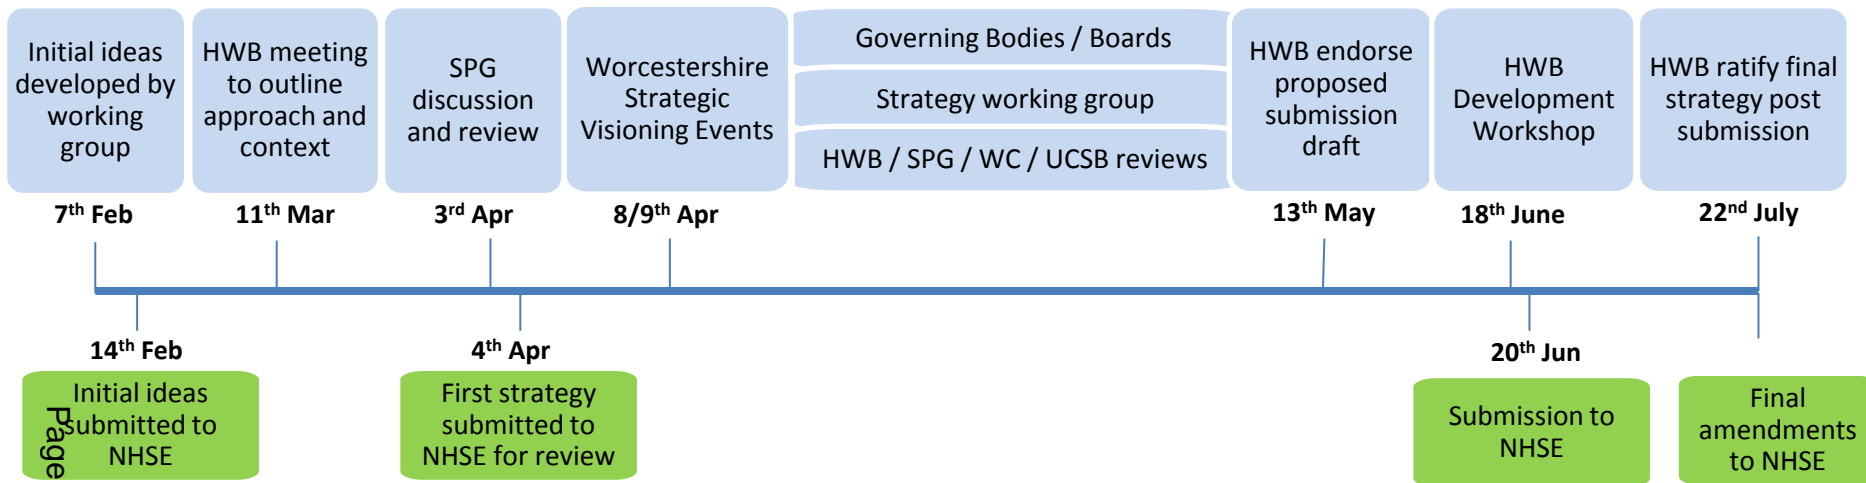 Initial ideas
developed by
working
group
HWB meeting
to outline
approach and
context
SPG
discussion
and review
Worcestershire
Strategic
Visioning Events
Governing Bodies / Boards
Strategy working group
HWB / SPG / WC / UCSB reviews
HWB endorse
proposed
submission
draft
HWB
Development
Workshop
HWB ratify final
strategy post
submission
7th Feb
11th Mar
3rd Apr
8/9th Apr
13th May
18th June
22nd July
14th Feb
4th Apr
20th Jun
Initial ideas
submitted to
NHSE
Page
First strategy
submitted to
NHSE for review
Submission to
NHSE
Final
amendments
to NHSE